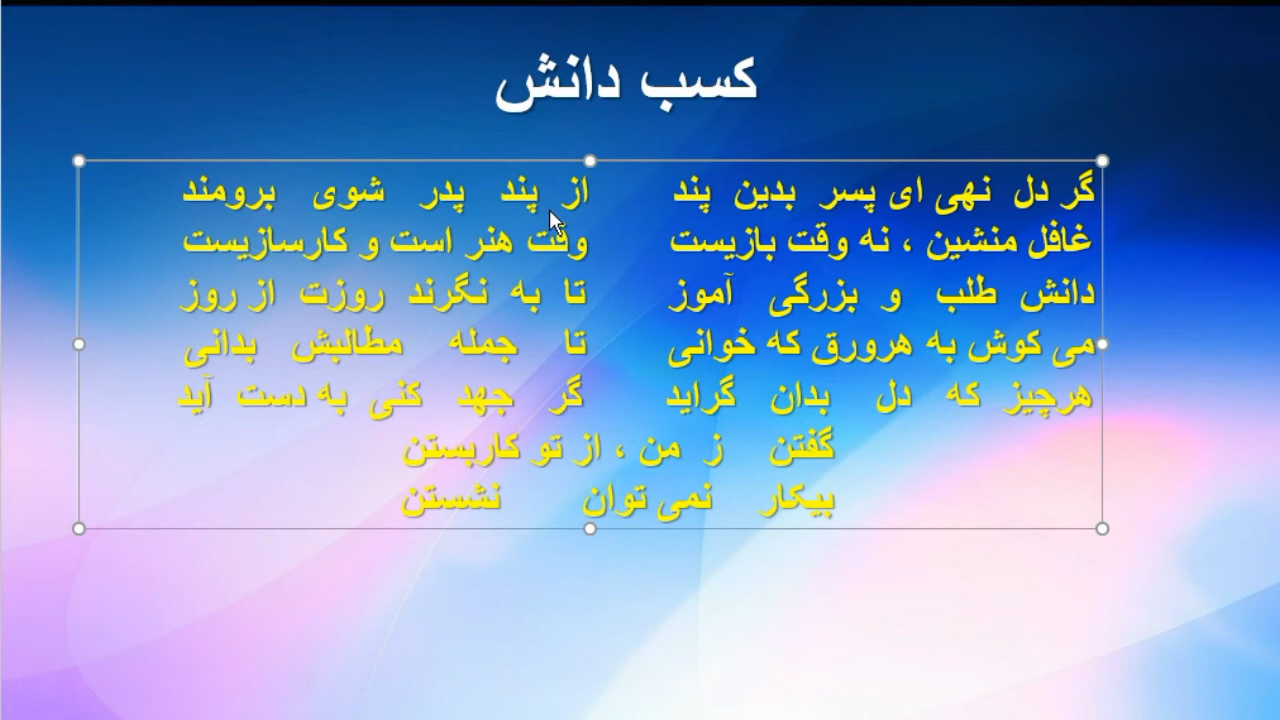 کسب دانش
گر دل نهی ای پسر بدین پند از پند پدر شوی برومند
غافل منشین ، نه وقت بازیست وقت هنر است و کارسازیست
دانش طلب و بزرگی آموز تا به نگرند روزت از روز
می کوش به هرورق که خوانی تا جمله مطالبش بدانی
هرچیز که دل بدان گراید گر جهد کنی به دست آید
گفتن ز من ، از تو کاربستن
بیکار نمی توان نشستن